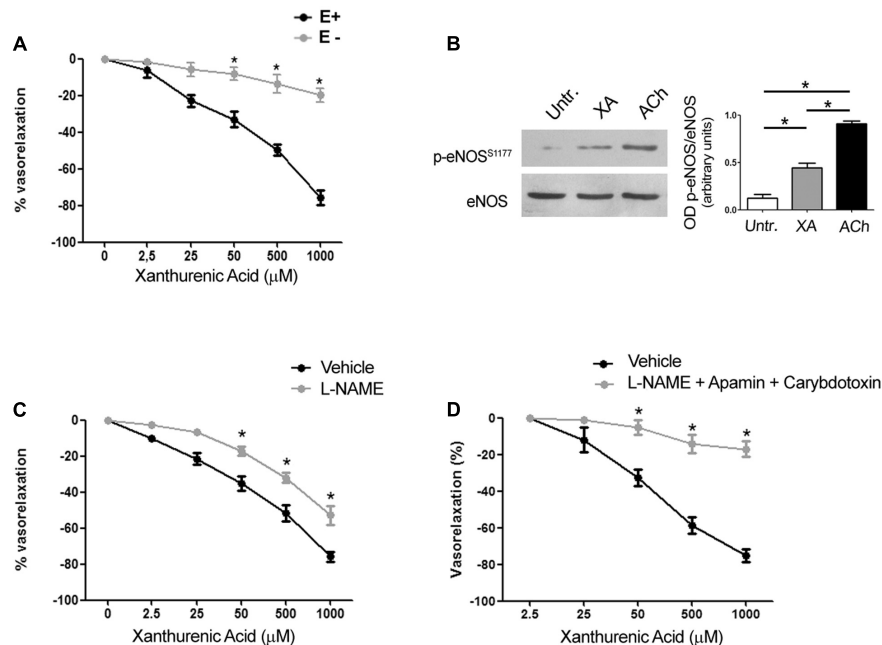 A
E+
E -
0
-20
-40
-60
-80
-100
% vasorelaxation
*
*
*
0 2,5 25 50 500 1000
Xanthurenic Acid (μM)
B
Untr. XA ACh
p-eNOS^S1177
eNOS
OD p-eNOS/eNOS
(arbitrary units)
1.0
0.5
0.0
*
*
*
Untr. XA ACh
C
Vehicle
L-NAME
0
-20
-40
-60
-80
-100
% vasorelaxation
*
*
*
0 2.5 25 50 500 1000
Xanthurenic Acid (μM)
D
Vehicle
L-NAME + Apamin + Carybdotoxin
0
-20
-40
-60
-80
-100
Vasorelaxation (%)
*
*
*
2.5 25 50 500 1000
Xanthurenic Acid (μM)